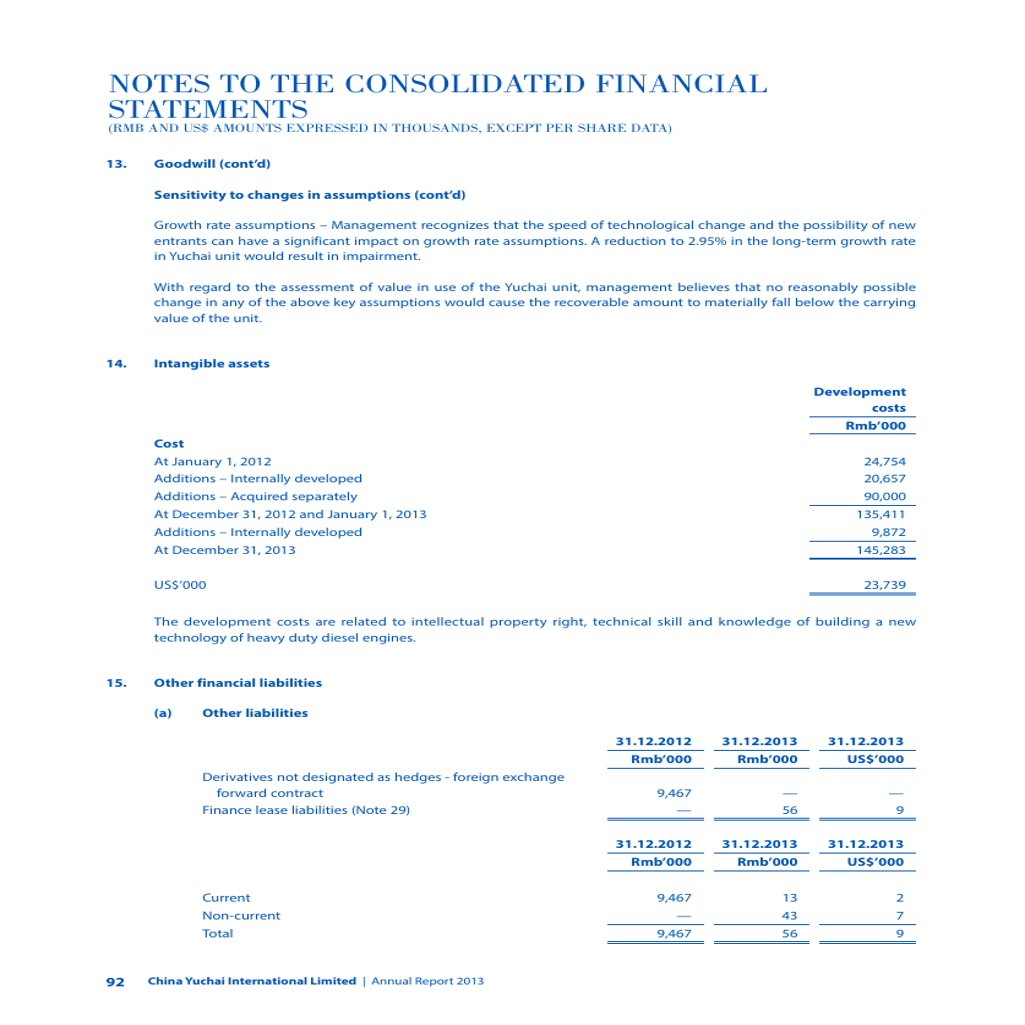 NOTES TO THE CONSOLIDATED FINANCIAL
STATEMENTS
(RMB AND US$ AMOUNTS EXPRESSED IN THOUSANDS, EXCEPT PER SHARE DATA)
13. Goodwill (cont’d)
Sensitivity to changes in assumptions (cont’d)
Growth rate assumptions – Management recognizes that the speed of technological change and the possibility of new
entrants can have a significant impact on growth rate assumptions. A reduction to 2.95% in the long-term growth rate
in Yuchai unit would result in impairment.
With regard to the assessment of value in use of the Yuchai unit, management believes that no reasonably possible
change in any of the above key assumptions would cause the recoverable amount to materially fall below the carrying
value of the unit.
14. Intangible assets
Development
costs
Rmb’000
Cost
At January 1, 2012 24,754
Additions – Internally developed 20,657
Additions – Acquired separately 90,000
At December 31, 2012 and January 1, 2013 135,411
Additions – Internally developed 9,872
At December 31, 2013 145,283
US$’000 23,739
The development costs are related to intellectual property right, technical skill and knowledge of building a new
technology of heavy duty diesel engines.
15. Other financial liabilities
(a) Other liabilities
31.12.2012 31.12.2013 31.12.2013
Rmb’000 Rmb’000 US$’000
Derivatives not designated as hedges - foreign exchange
forward contract 9,467 — —
Finance lease liabilities (Note 29) — 56 9
31.12.2012 31.12.2013 31.12.2013
Rmb’000 Rmb’000 US$’000
Current 9,467 13 2
Non-current — 43 7
Total 9,467 56 9
92 China Yuchai International Limited | Annual Report 2013